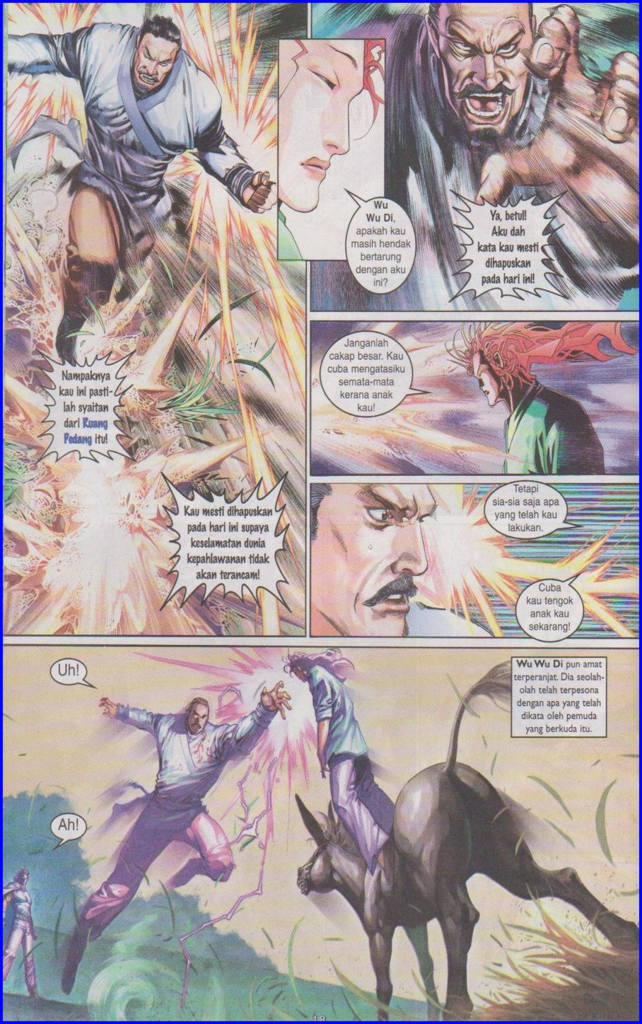 Nampaknya
kau ini pasti-
lah syaitan
dari Ruang
Pedang itu!
Kau mesti dihapuskan
pada hari ini supaya
keselamatan dunia
kepahlawanan tidak
akan terancam!
Wu
Wu Di,
apakah kau
masih hendak
bertarung
dengan aku
ini?
Ya, betul!
Aku dah
kata kau mesti
dihapuskan
pada hari ini!
Janganlah
cakap besar. Kau
cuba mengatasiku
semata-mata
kerana anak
kau!
Tetapi
sia-sia saja apa
yang telah kau
lakukan.
Cuba
kau tengok
anak kau
sekarang!
Uh!
Ah!
Wu Wu Di pun amat
terperanjat. Dia seolah-
olah telah terpesona
dengan apa yang telah
dikata oleh pemuda
yang berkuda itu.